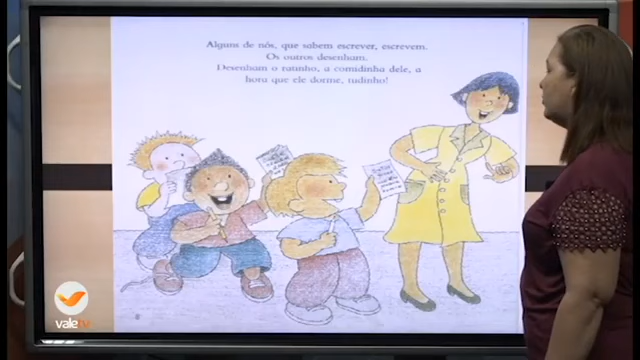 Alguns de nós, que sabem escrever, escrevem.
Os outros desenham.
Desenham o ratinho, a comidinha dele, a
hora que ele dorme, tudinho!
vale tv